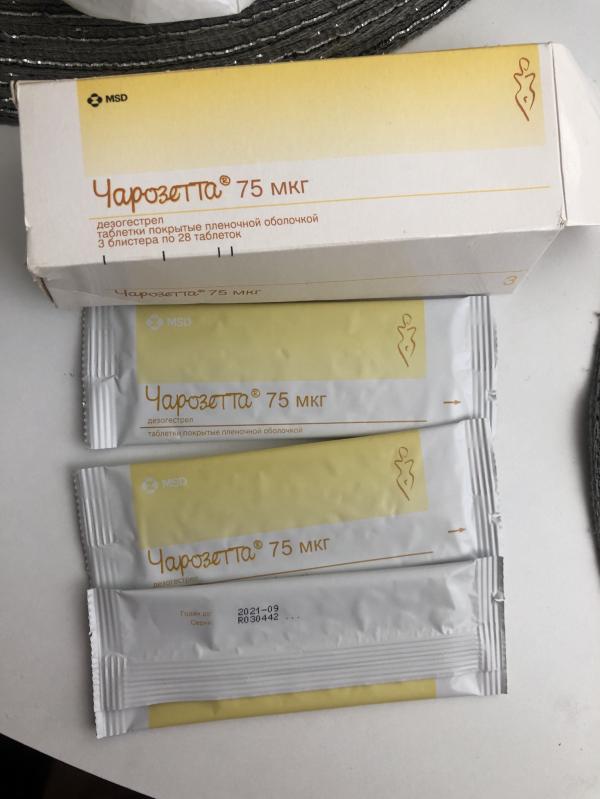 MSD
Чарозетта® 75 мкг
дезогестрел
таблетки покрытые пленочной оболочкой
3 блистера по 28 таблеток
Чарозетта® 75 мкг
3
MSD
Чарозетта® 75 мкг
дезогестрел
таблетки покрытые пленочной оболочкой
MSD
Чарозетта® 75 мкг
дезогестрел
Годен до: 2021-09
Серия: R030442 ...